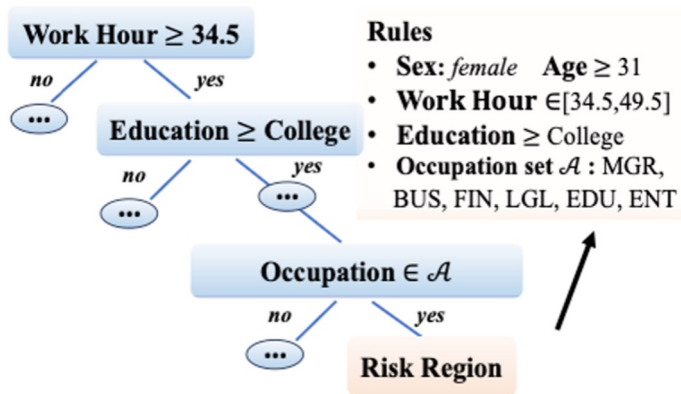 Work Hour ≥ 34.5
no
yes
...
Education ≥ College
no
yes
...
...
Occupation ∈ 𝒜
no
yes
...
Risk Region
Rules
• Sex: female Age ≥ 31
• Work Hour ∈[34.5,49.5]
• Education ≥ College
• Occupation set 𝒜 : MGR,
BUS, FIN, LGL, EDU, ENT